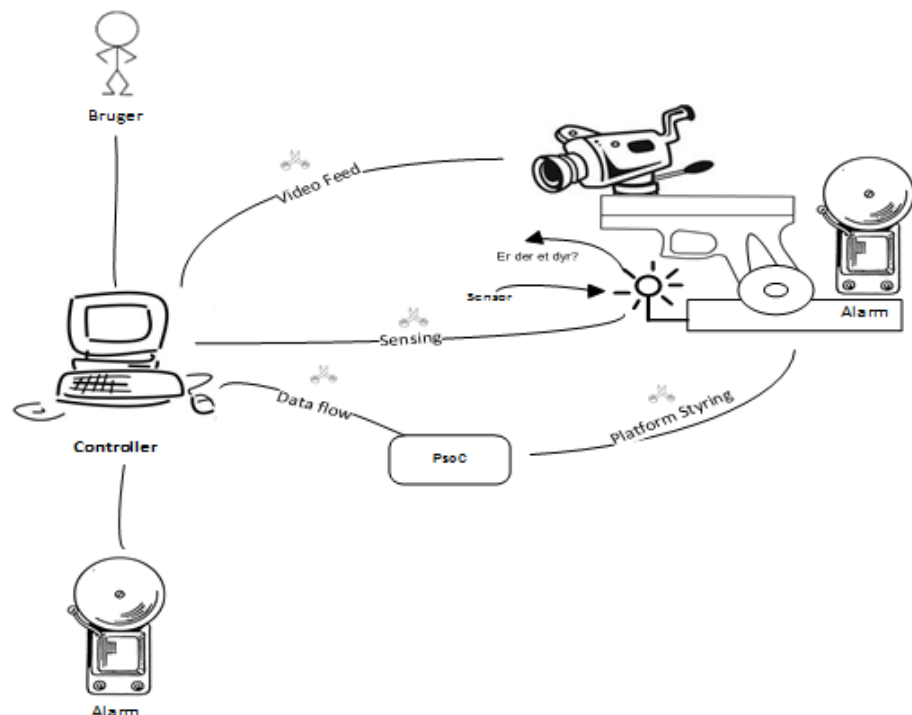 Bruger
Video Feed
Er der et dyr?
Sensor
Alarm
Sensing
Data flow
Platform Styring
Controller
PsoC
Alarm